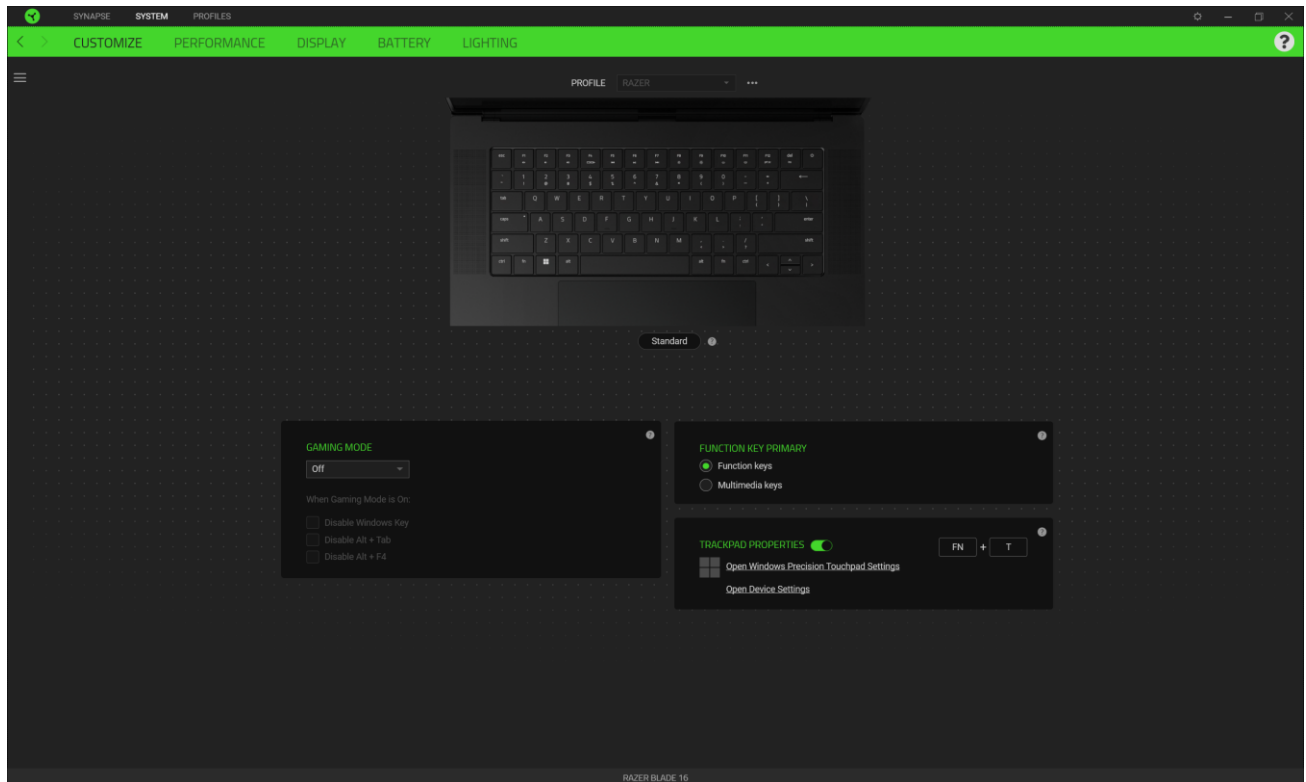 SYNAPSE SYSTEM PROFILES
CUSTOMIZE PERFORMANCE DISPLAY BATTERY LIGHTING ?
PROFILE RAZER
Q W E R T Y U I O P
A S D F G H J K L
Z X C V B N M
Standard ?
GAMING MODE
Off
When Gaming Mode is On:
Disable Windows Key
Disable Alt + Tab
Disable Alt + F4
FUNCTION KEY PRIMARY
Function keys
Multimedia keys
TRACKPAD PROPERTIES FN + T
Open Windows Precision Touchpad Settings
Open Device Settings
RAZER BLADE 16